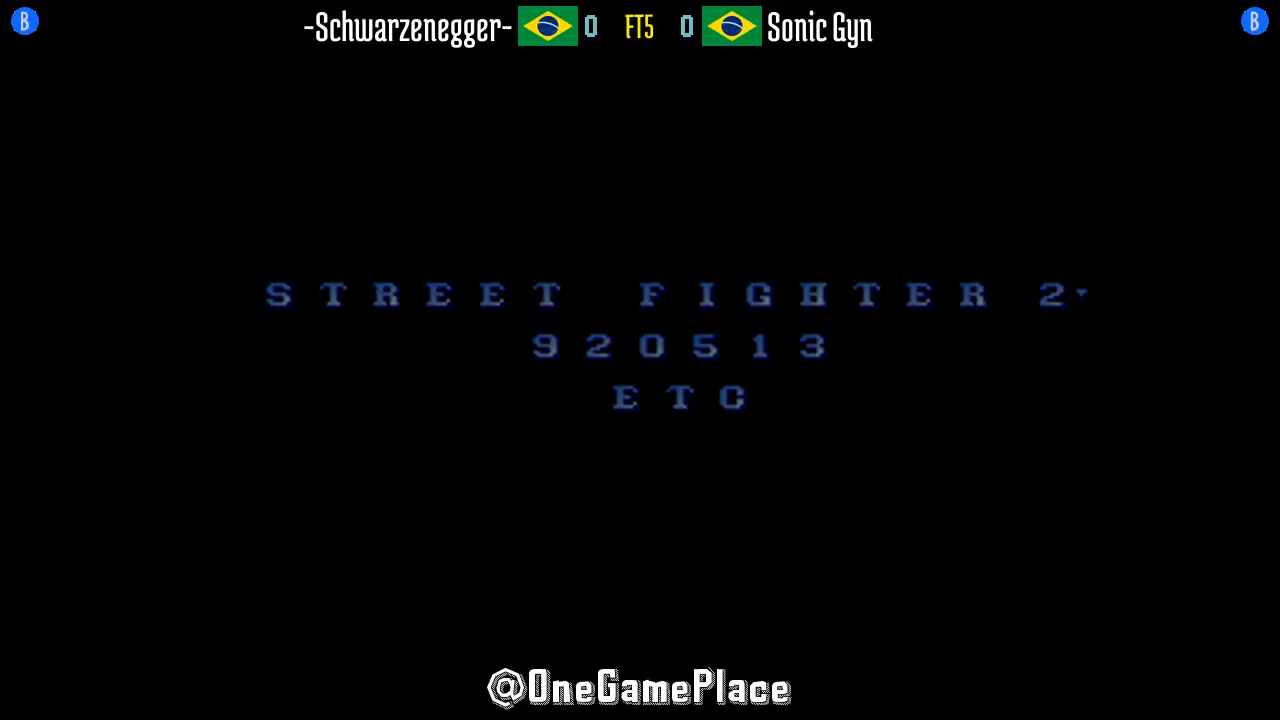 B -Schwarzenegger- 0 FT5 0 Sonic Gyn B
STREET FIGHTER 2'
920513
ETC
@OneGamePlace